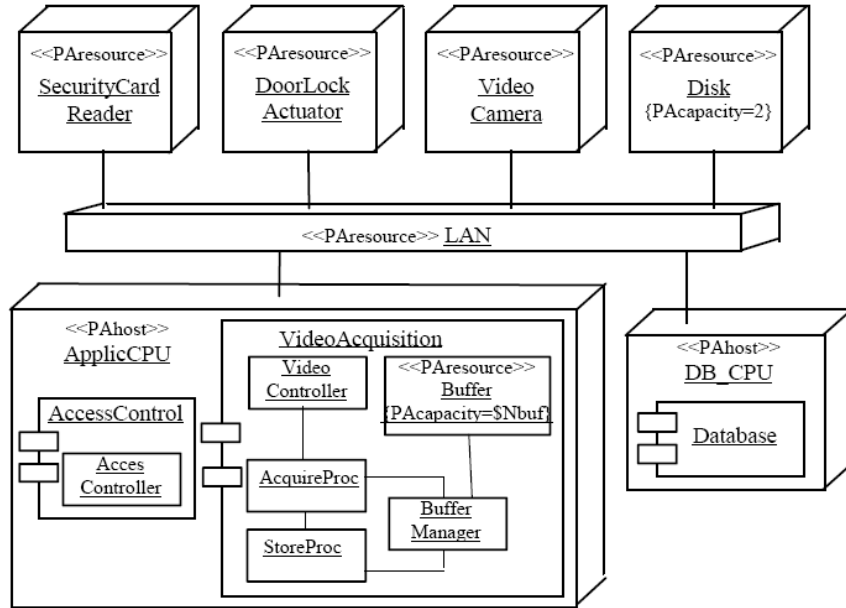 <<PAresource>>
SecurityCard
Reader
<<PAresource>>
DoorLock
Actuator
<<PAresource>>
Video
Camera
<<PAresource>>
Disk
{PAcapacity=2}
<<PAresource>> LAN
<<PAhost>>
ApplicCPU
AccessControl
Acces
Controller
VideoAcquisition
Video
Controller
<<PAresource>>
Buffer
{PAcapacity=$Nbuf}
AcquireProc
StoreProc
Buffer
Manager
<<PAhost>>
DB_CPU
Database